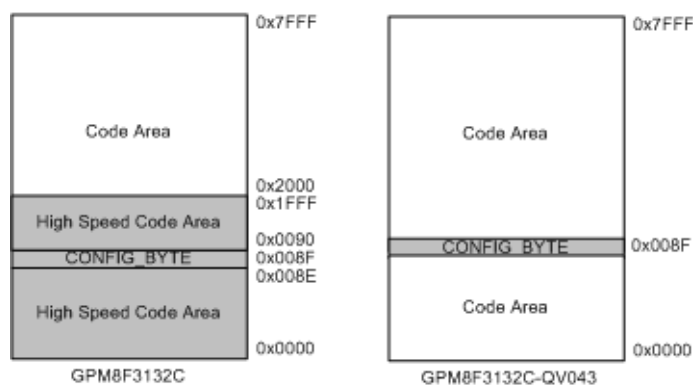 0x7FFF
Code Area
0x2000
0x1FFF
High Speed Code Area
0x0090
CONFIG_BYTE
0x008F
0x008E
High Speed Code Area
0x0000
GPM8F3132C
0x7FFF
Code Area
CONFIG_BYTE
0x008F
Code Area
0x0000
GPM8F3132C-QV043